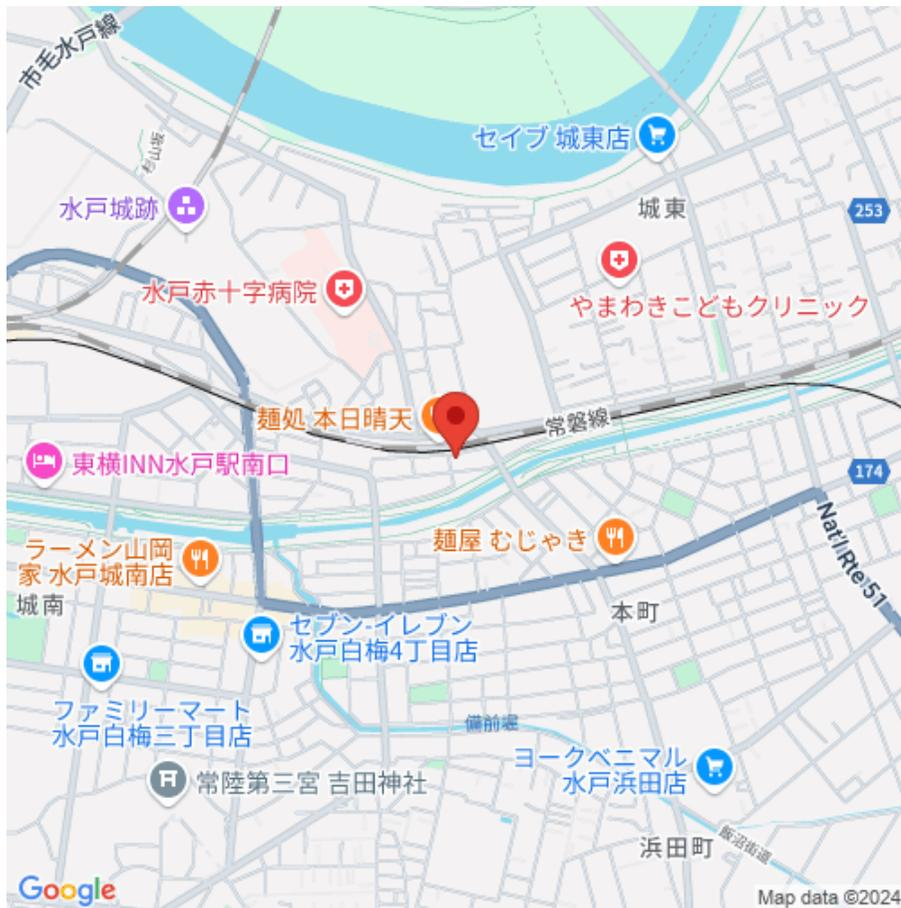 市毛水戸線
杉山坂
セイブ 城東店
水戸城跡
城東
253
水戸赤十字病院
やまわきこどもクリニック
麺処 本日晴天
常磐線
東横INN水戸駅南口
174
Nat'l Rte 51
麺屋 むじゃき
ラーメン山岡
家 水戸城南店
城南
本町
セブン-イレブン
水戸白梅4丁目店
ファミリーマート
水戸白梅三丁目店
備前堀
ヨークベニマル
水戸浜田店
常陸第三宮 吉田神社
浜田町
飯沼街道
Google
Map data ©2024